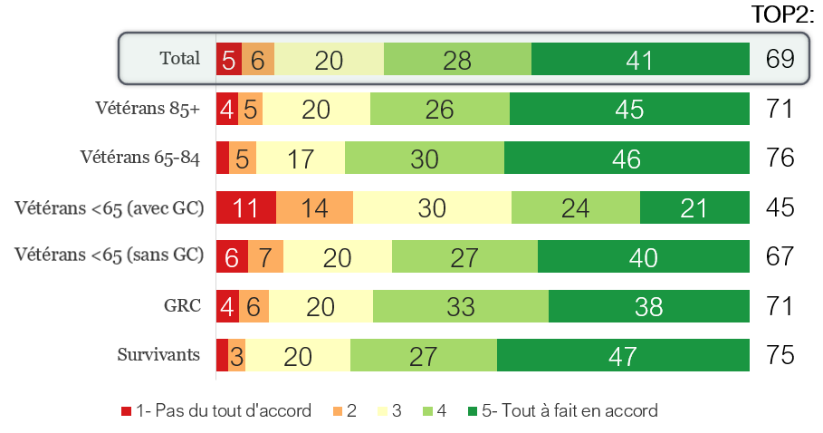 TOP2:
Total 5 6 20 28 41 69
Vétérans 85+ 4 5 20 26 45 71
Vétérans 65-84 5 17 30 46 76
Vétérans <65 (avec GC) 11 14 30 24 21 45
Vétérans <65 (sans GC) 6 7 20 27 40 67
GRC 4 6 20 33 38 71
Survivants 3 20 27 47 75
1- Pas du tout d'accord 2 3 4 5- Tout à fait en accord